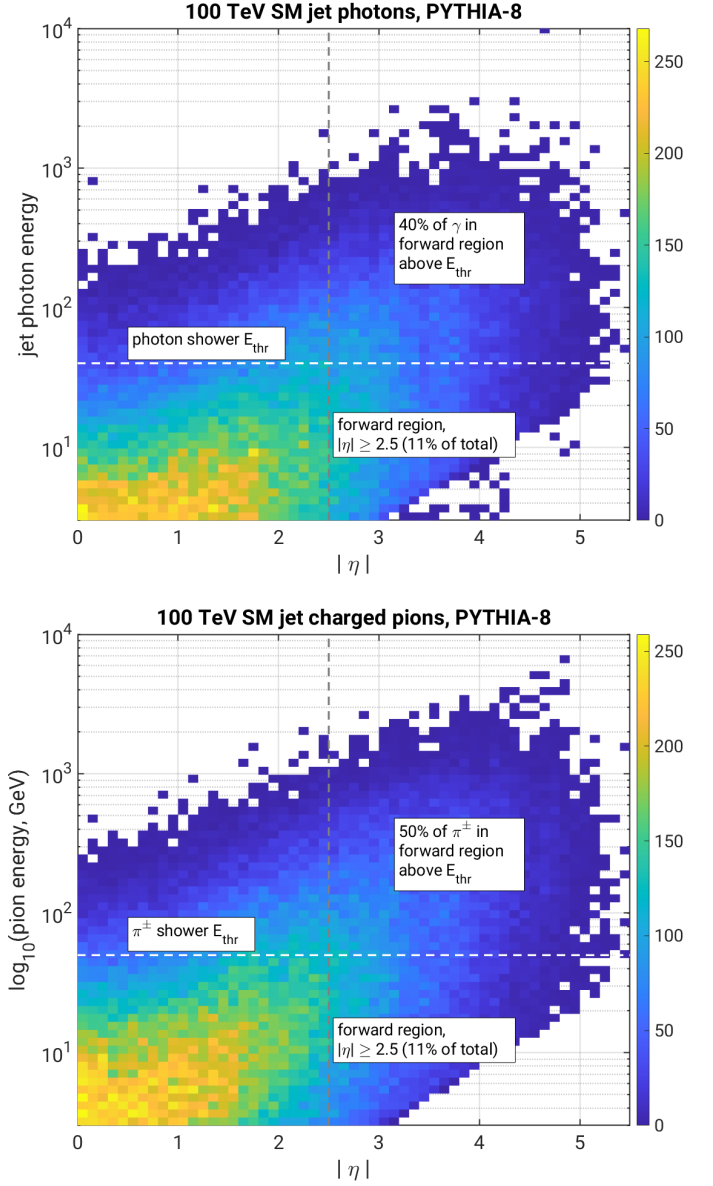 100 TeV SM jet photons, PYTHIA-8
10^4
10^3
10^2
10^1
jet photon energy
40% of γ in
forward region
above E_thr
photon shower E_thr
forward region,
|η| ≥ 2.5 (11% of total)
0 1 2 3 4 5
| η |
250
200
150
100
50
0
100 TeV SM jet charged pions, PYTHIA-8
10^4
10^3
10^2
10^1
log_10(pion energy, GeV)
50% of π^± in
forward region
above E_thr
π^± shower E_thr
forward region,
|η| ≥ 2.5 (11% of total)
0 1 2 3 4 5
| η |
250
200
150
100
50
0